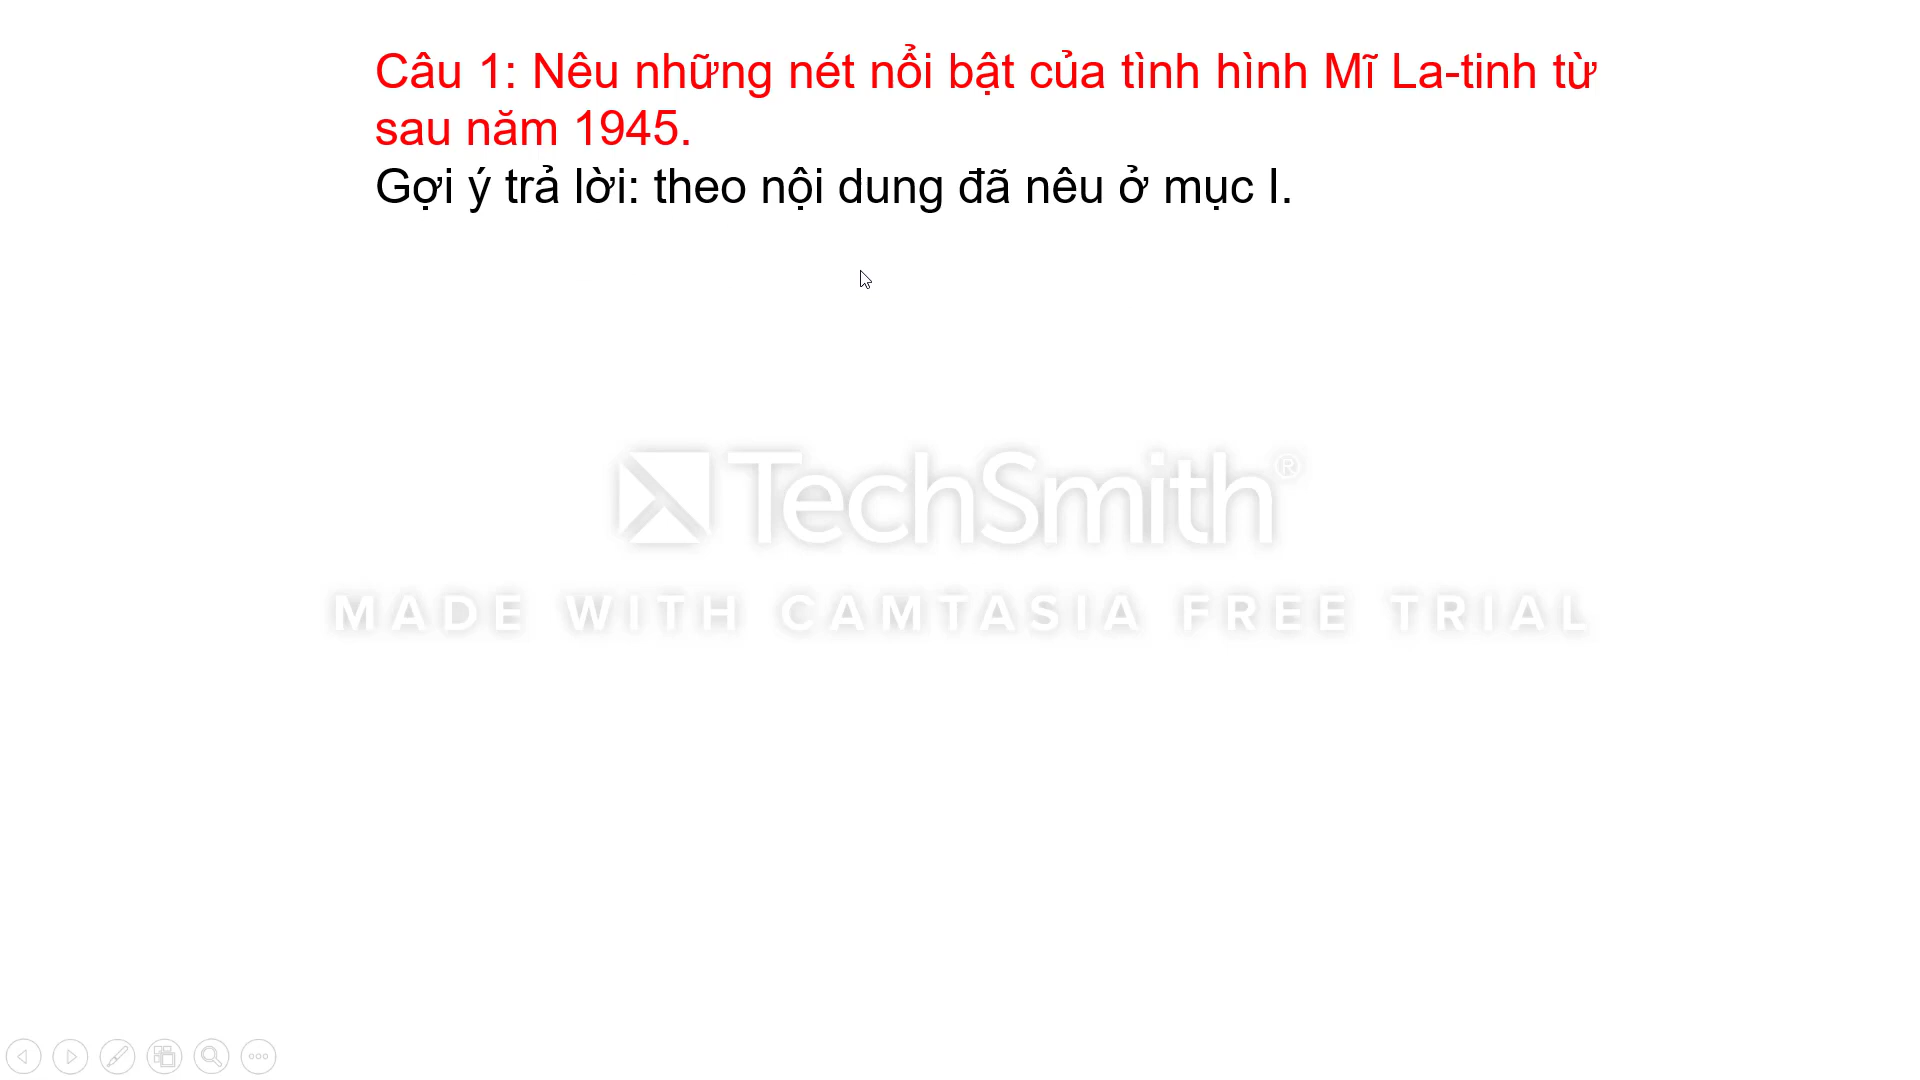 Câu 1: Nêu những nét nổi bật của tình hình Mĩ La-tinh từ
sau năm 1945.
Gợi ý trả lời: theo nội dung đã nêu ở mục I.
TechSmith®
MADE WITH CAMTASIA FREE TRIAL